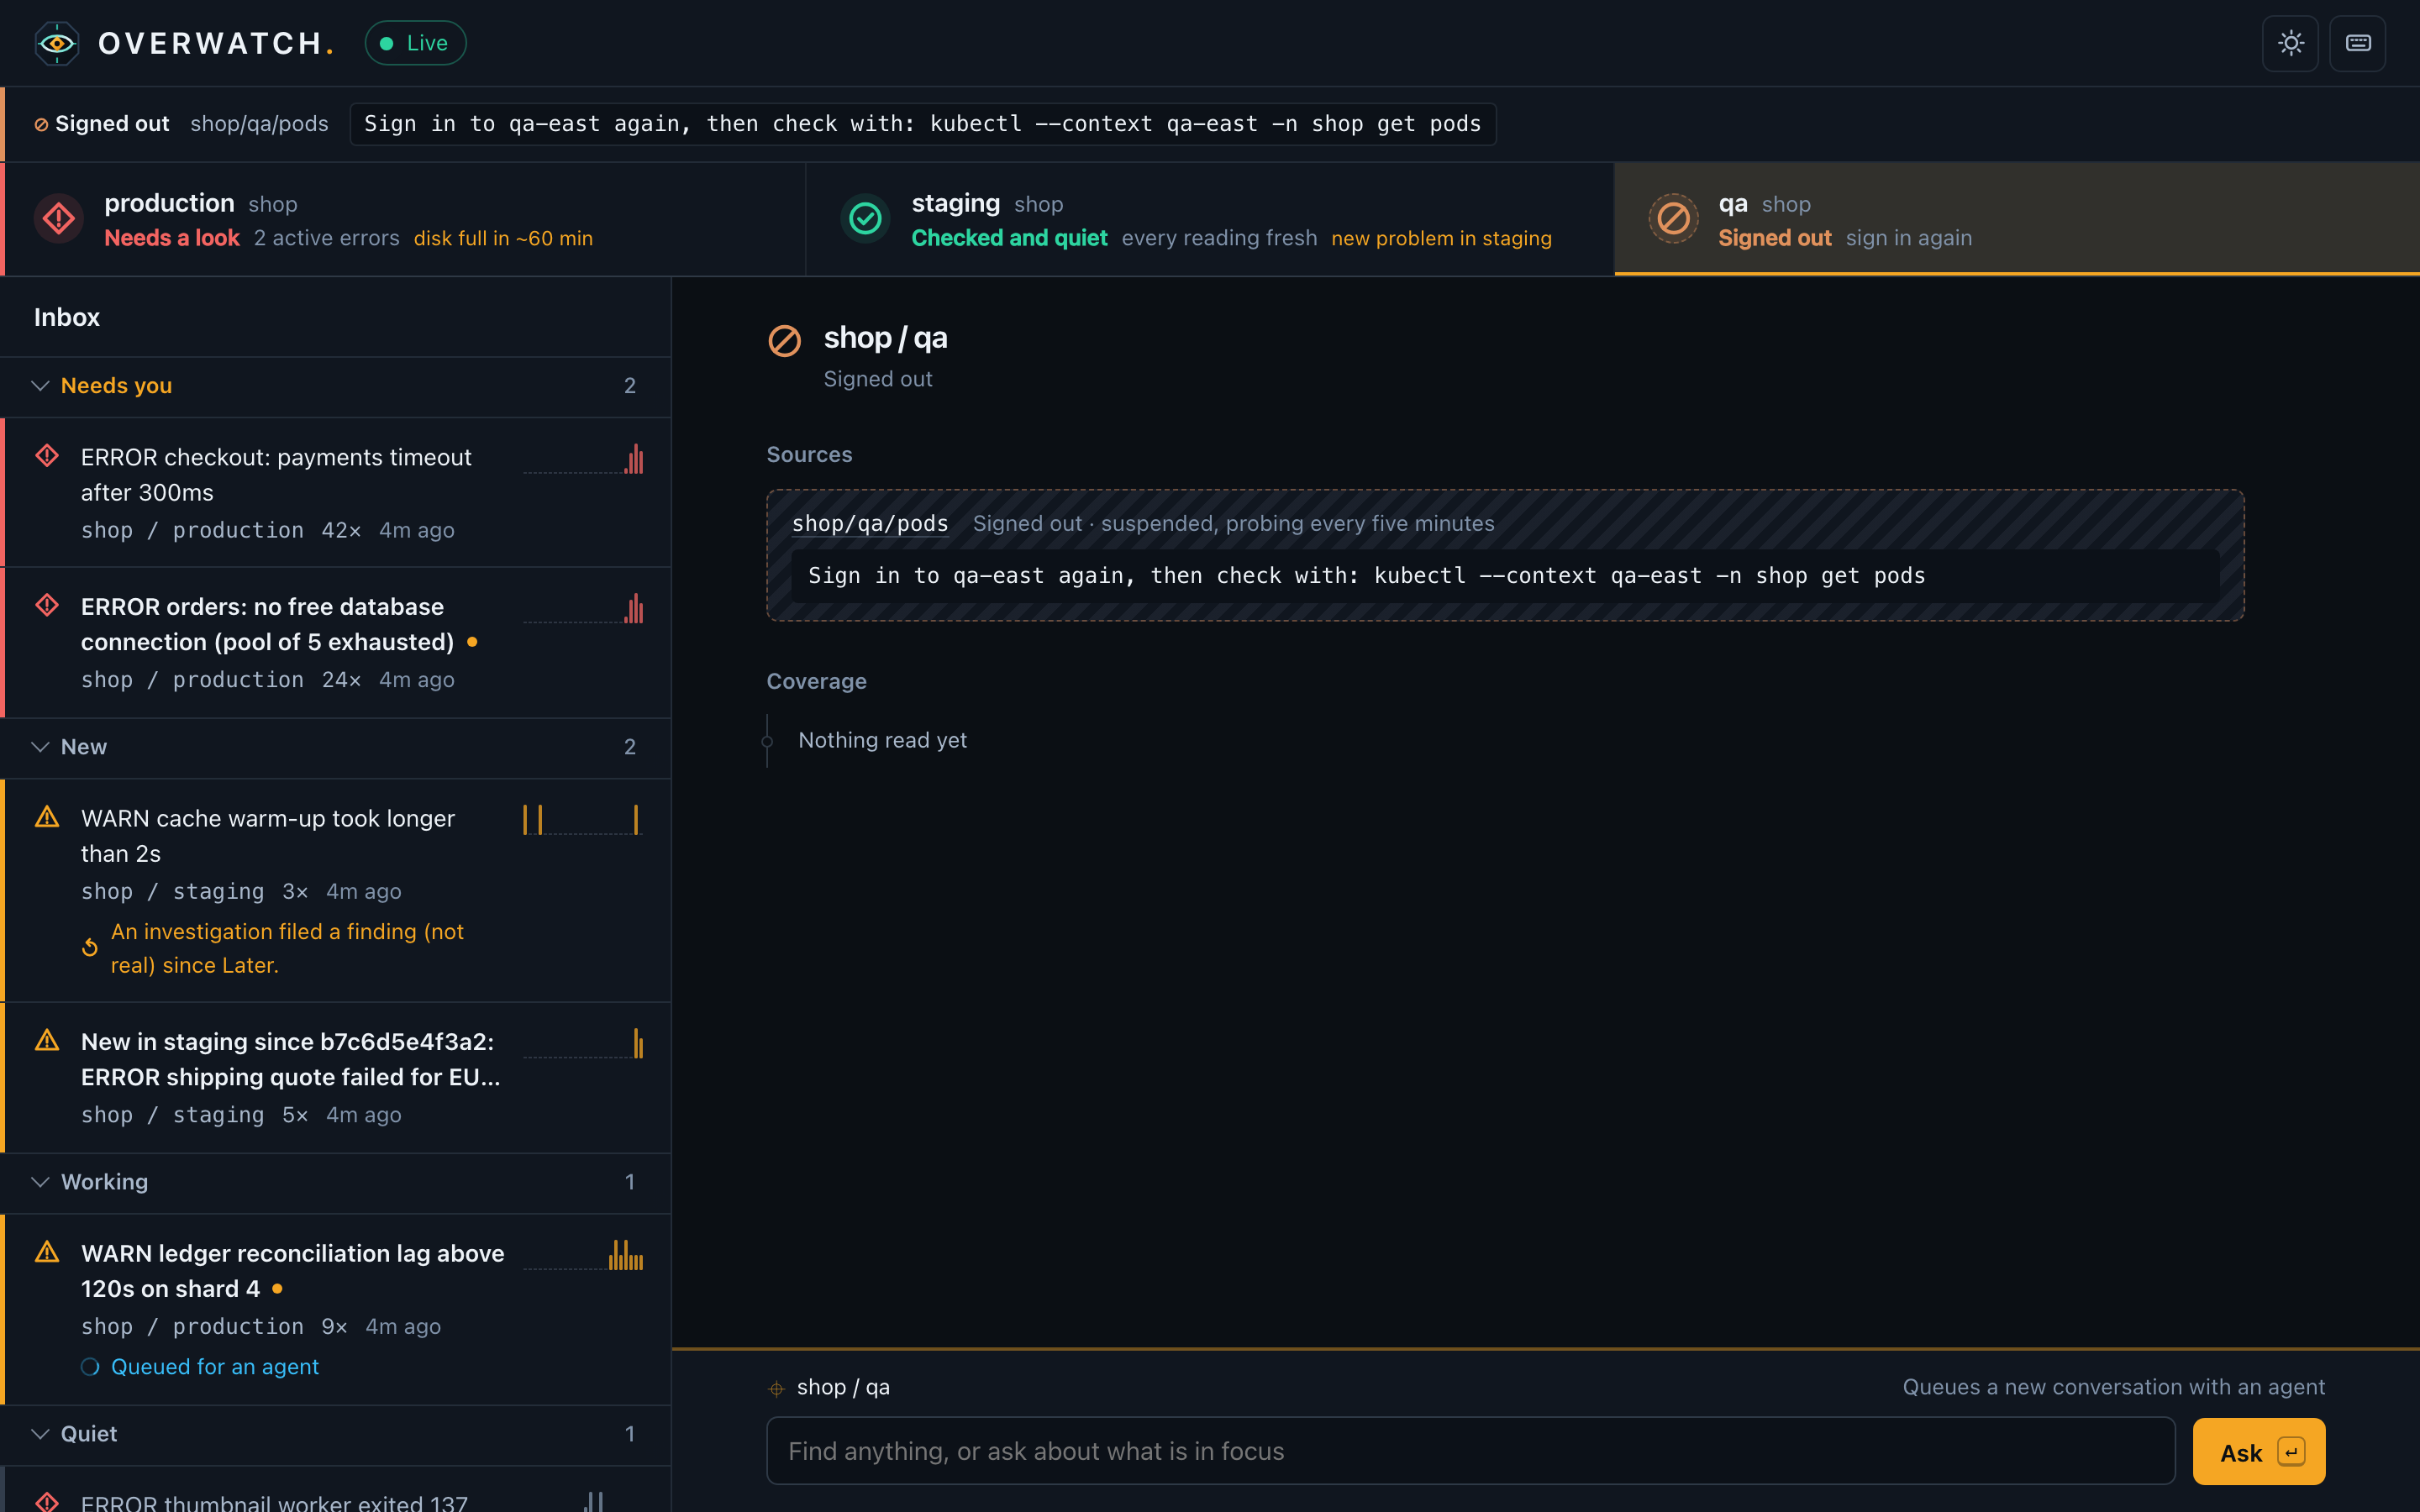 OVERWATCH.
Live
Signed out shop/qa/pods Sign in to qa-east again, then check with: kubectl --context qa-east -n shop get pods
production shop
Needs a look 2 active errors disk full in ~60 min
staging shop
Checked and quiet every reading fresh new problem in staging
qa shop
Signed out sign in again
Inbox
Needs you 2
ERROR checkout: payments timeout
after 300ms
shop / production 42× 4m ago
ERROR orders: no free database
connection (pool of 5 exhausted)
shop / production 24× 4m ago
New 2
WARN cache warm-up took longer
than 2s
shop / staging 3× 4m ago
An investigation filed a finding (not
real) since Later.
New in staging since b7c6d5e4f3a2:
ERROR shipping quote failed for EU…
shop / staging 5× 4m ago
Working 1
WARN ledger reconciliation lag above
120s on shard 4
shop / production 9× 4m ago
Queued for an agent
Quiet 1
ERROR thumbnail worker exited 137
shop / qa
Signed out
Sources
shop/qa/pods Signed out · suspended, probing every five minutes
Sign in to qa-east again, then check with: kubectl --context qa-east -n shop get pods
Coverage
Nothing read yet
shop / qa
Queues a new conversation with an agent
Find anything, or ask about what is in focus
Ask ↵